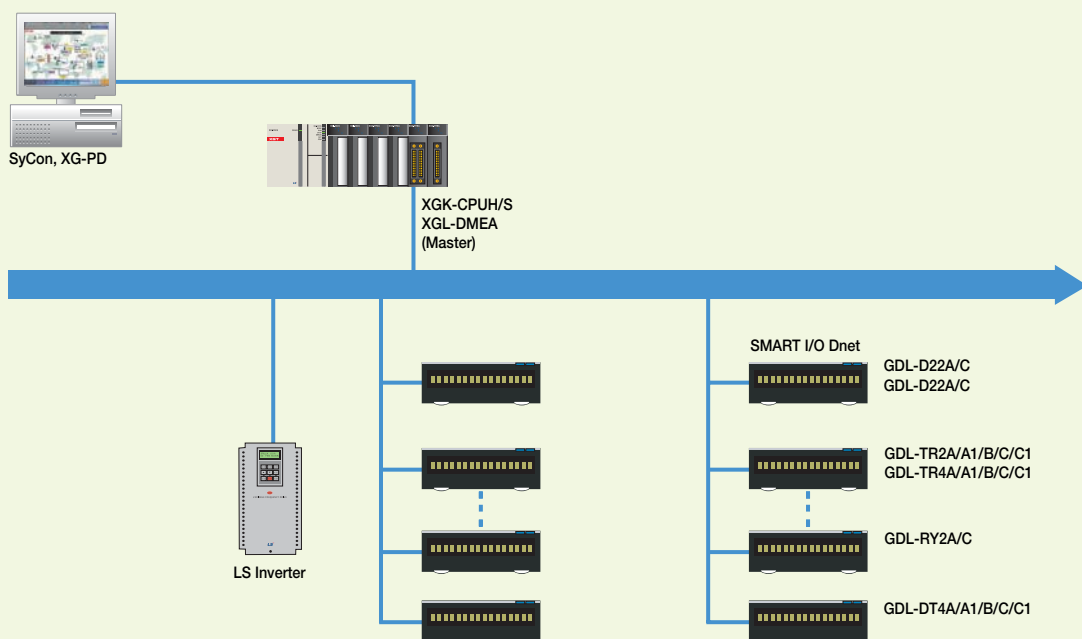 SyCon, XG-PD
XGK-CPUH/S
XGL-DMEA
(Master)
SMART I/O Dnet
GDL-D22A/C
GDL-D22A/C
GDL-TR2A/A1/B/C/C1
GDL-TR4A/A1/B/C/C1
GDL-RY2A/C
LS Inverter
GDL-DT4A/A1/B/C/C1